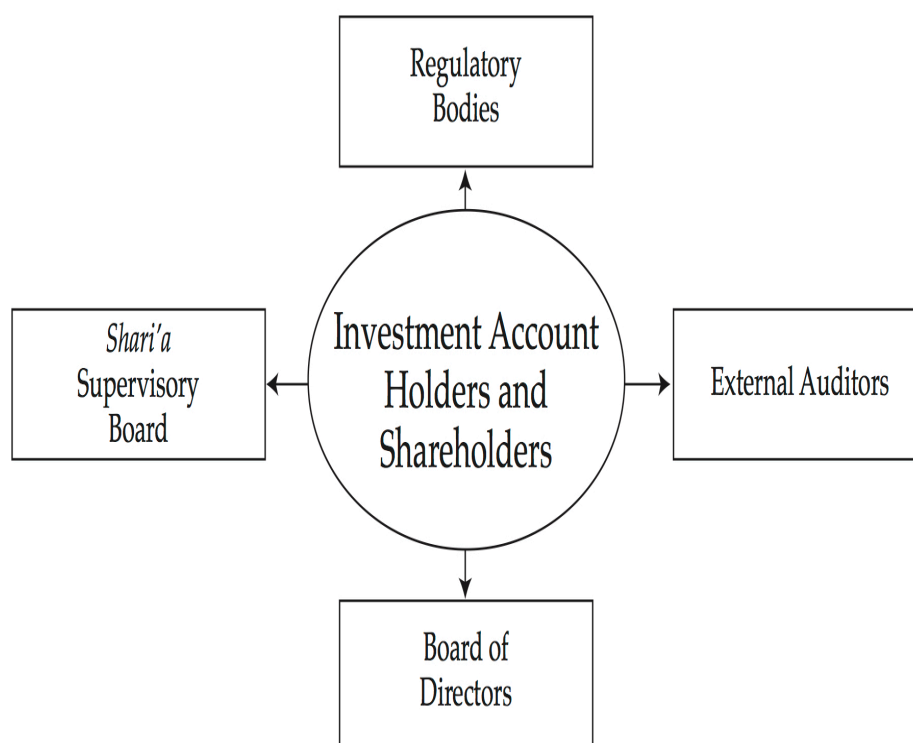 Regulatory
Bodies
Shari'a
Supervisory
Board
Investment Account
Holders and
Shareholders
External Auditors
Board of
Directors